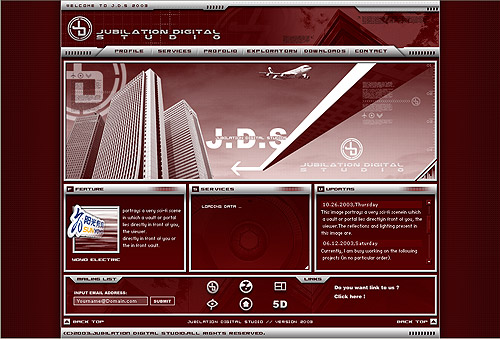 WELCOME TO J.D.S 2003
JUBILATION DIGITAL
STUDIO
PROFILE SERVICES PROFOLIO EXPLORATORY DOWNLOADS CONTACT
J.D.S
JUBILATION DIGITAL STUDIO
JUBILATION DIGITAL
STUDIO
FEATURE
portrays a very sci-fi scene
in which a vault or portal
lies directly in front of you,
the viewer.
directly in front of you or
the in front vault.
MONO ELECTRIC
SERVICES
LOADING DATA ...
UPDATAS
10.26.2003,Thursday
This image portrays a very sci-fi scenein which
a vault or portal lies directlyin front of you, the
viewer.The reflections and lighting present in
this image are.
06.12.2003,Saturday
Currently, I am busy working on the following
projects (in no particular order).
MAILING LIST
INPUT EMAIL ADDRESS:
Yourname@Domain.com SUBMIT
LINKS
5D
Do you want link to us ?
Click here !
BACK TOP
JUBILATION DIGITAL STUDIO // VERSION 2003
BACK TOP
(C)2003.JUBILATION DIGITAL STUDIO.ALL RIGHTS RESERVED.